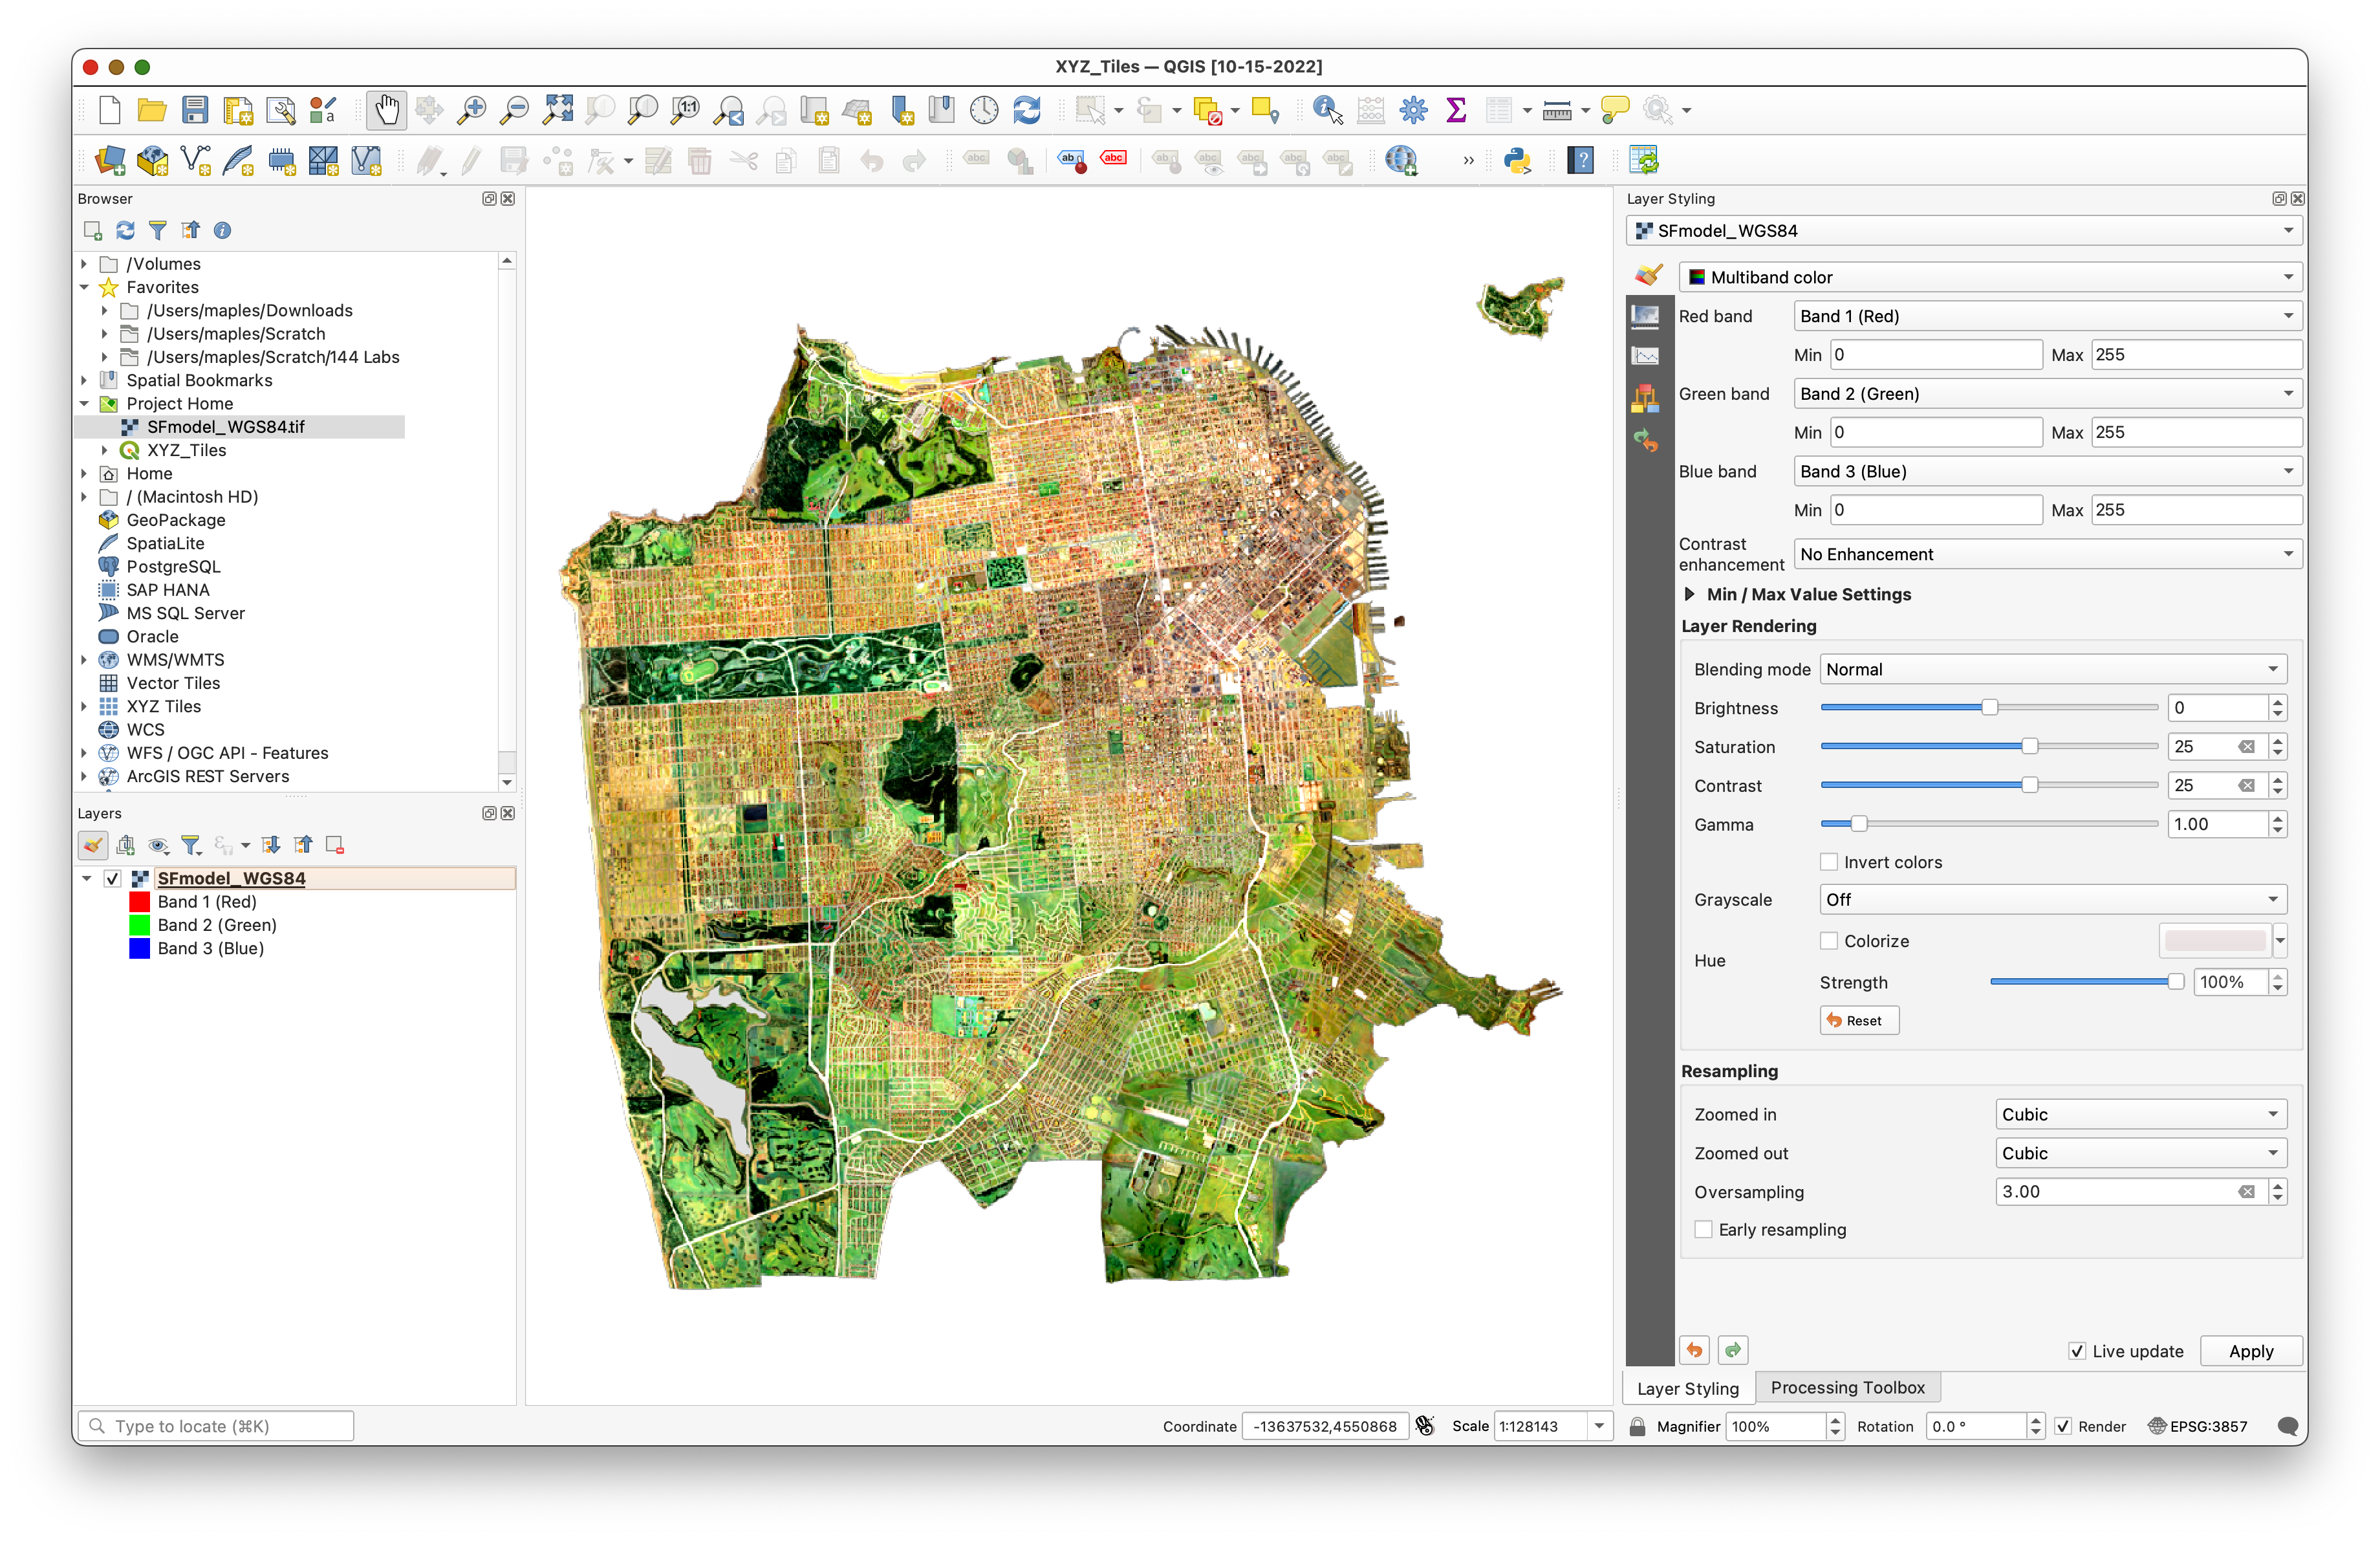 XYZ_Tiles — QGIS [10-15-2022]
Browser
/Volumes
Favorites
/Users/maples/Downloads
/Users/maples/Scratch
/Users/maples/Scratch/144 Labs
Spatial Bookmarks
Project Home
SFmodel_WGS84.tif
XYZ_Tiles
Home
/ (Macintosh HD)
GeoPackage
SpatiaLite
PostgreSQL
SAP HANA
MS SQL Server
Oracle
WMS/WMTS
Vector Tiles
XYZ Tiles
WCS
WFS / OGC API - Features
ArcGIS REST Servers
Layers
SFmodel_WGS84
Band 1 (Red)
Band 2 (Green)
Band 3 (Blue)
Layer Styling
SFmodel_WGS84
Multiband color
Red band Band 1 (Red)
Min 0 Max 255
Green band Band 2 (Green)
Min 0 Max 255
Blue band Band 3 (Blue)
Min 0 Max 255
Contrast
enhancement No Enhancement
Min / Max Value Settings
Layer Rendering
Blending mode Normal
Brightness 0
Saturation 25
Contrast 25
Gamma 1.00
Invert colors
Grayscale Off
Colorize
Hue
Strength 100%
Reset
Resampling
Zoomed in Cubic
Zoomed out Cubic
Oversampling 3.00
Early resampling
Live update Apply
Layer Styling Processing Toolbox
Type to locate (⌘K) Coordinate -13637532,4550868 Scale 1:128143 Magnifier 100% Rotation 0.0 ° Render EPSG:3857